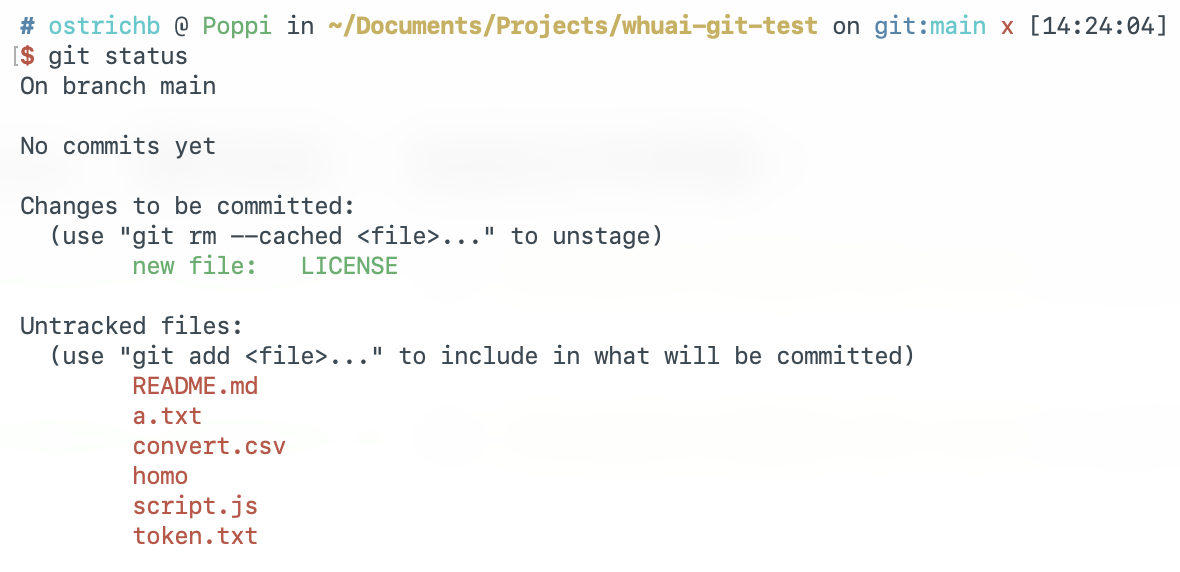 # ostrichb @ Poppi in ~/Documents/Projects/whuai-git-test on git:main x [14:24:04]
[$ git status
On branch main

No commits yet

Changes to be committed:
  (use "git rm --cached <file>..." to unstage)
        new file:   LICENSE

Untracked files:
  (use "git add <file>..." to include in what will be committed)
        README.md
        a.txt
        convert.csv
        homo
        script.js
        token.txt